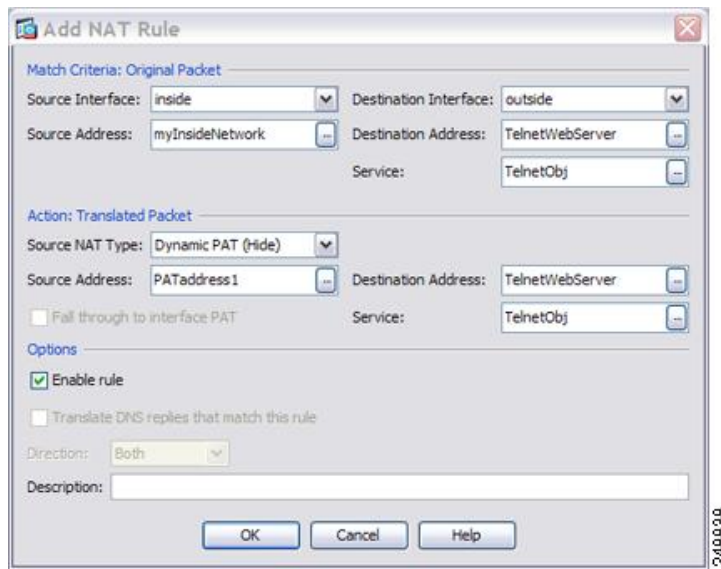 Add NAT Rule
Match Criteria: Original Packet
Source Interface: inside Destination Interface: outside
Source Address: myInsideNetwork ... Destination Address: TelnetWebServer ...
Service: TelnetObj ...
Action: Translated Packet
Source NAT Type: Dynamic PAT (Hide)
Source Address: PATaddress1 ... Destination Address: TelnetWebServer ...
Fall through to interface PAT Service: TelnetObj ...
Options
Enable rule
Translate DNS replies that match this rule
Direction: Both
Description:
OK Cancel Help
248838